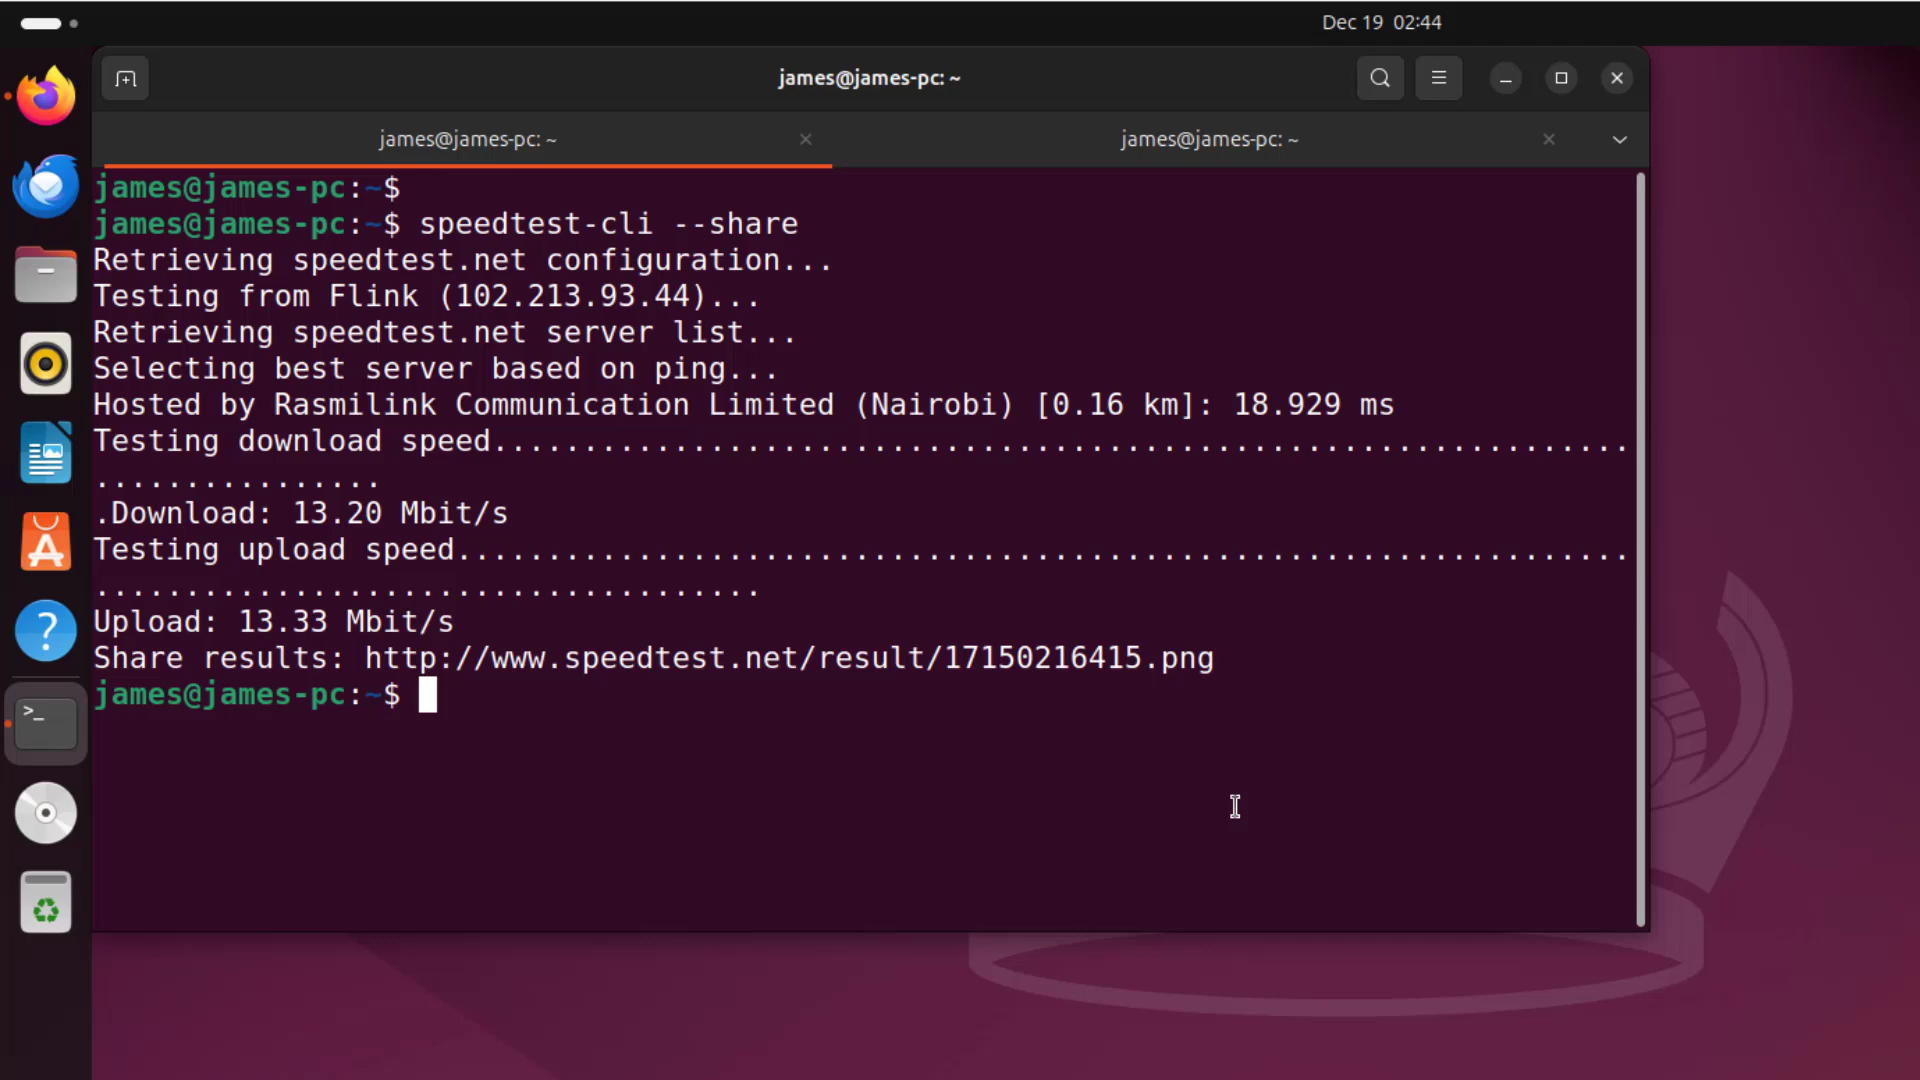 Dec 19 02:44
james@james-pc: ~
james@james-pc: ~
james@james-pc: ~
james@james-pc:~$
james@james-pc:~$ speedtest-cli --share
Retrieving speedtest.net configuration...
Testing from Flink (102.213.93.44)...
Retrieving speedtest.net server list...
Selecting best server based on ping...
Hosted by Rasmilink Communication Limited (Nairobi) [0.16 km]: 18.929 ms
Testing download speed...............................................................
................
.Download: 13.20 Mbit/s
Testing upload speed.................................................................
.....................................
Upload: 13.33 Mbit/s
Share results: http://www.speedtest.net/result/17150216415.png
james@james-pc:~$